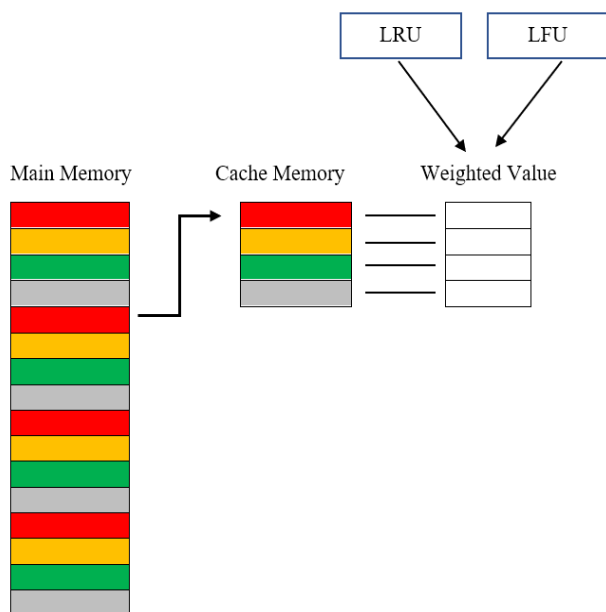 LRU
LFU
Main Memory
Cache Memory
Weighted Value